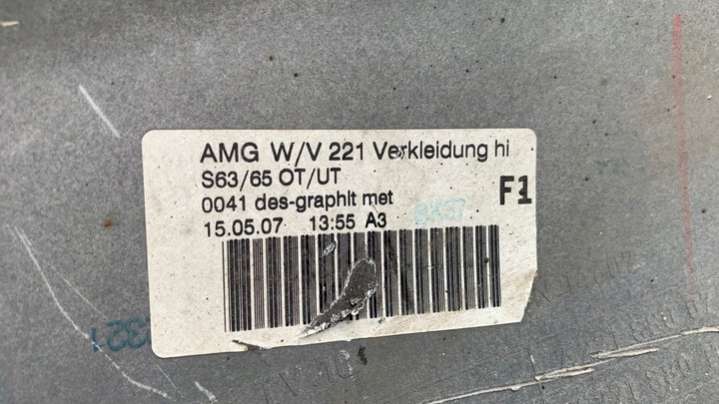 AMG W/V 221 Verkleidung hi
S63/65 OT/UT
0041 des-graphit met
15.05.07 13:55 A3
F1